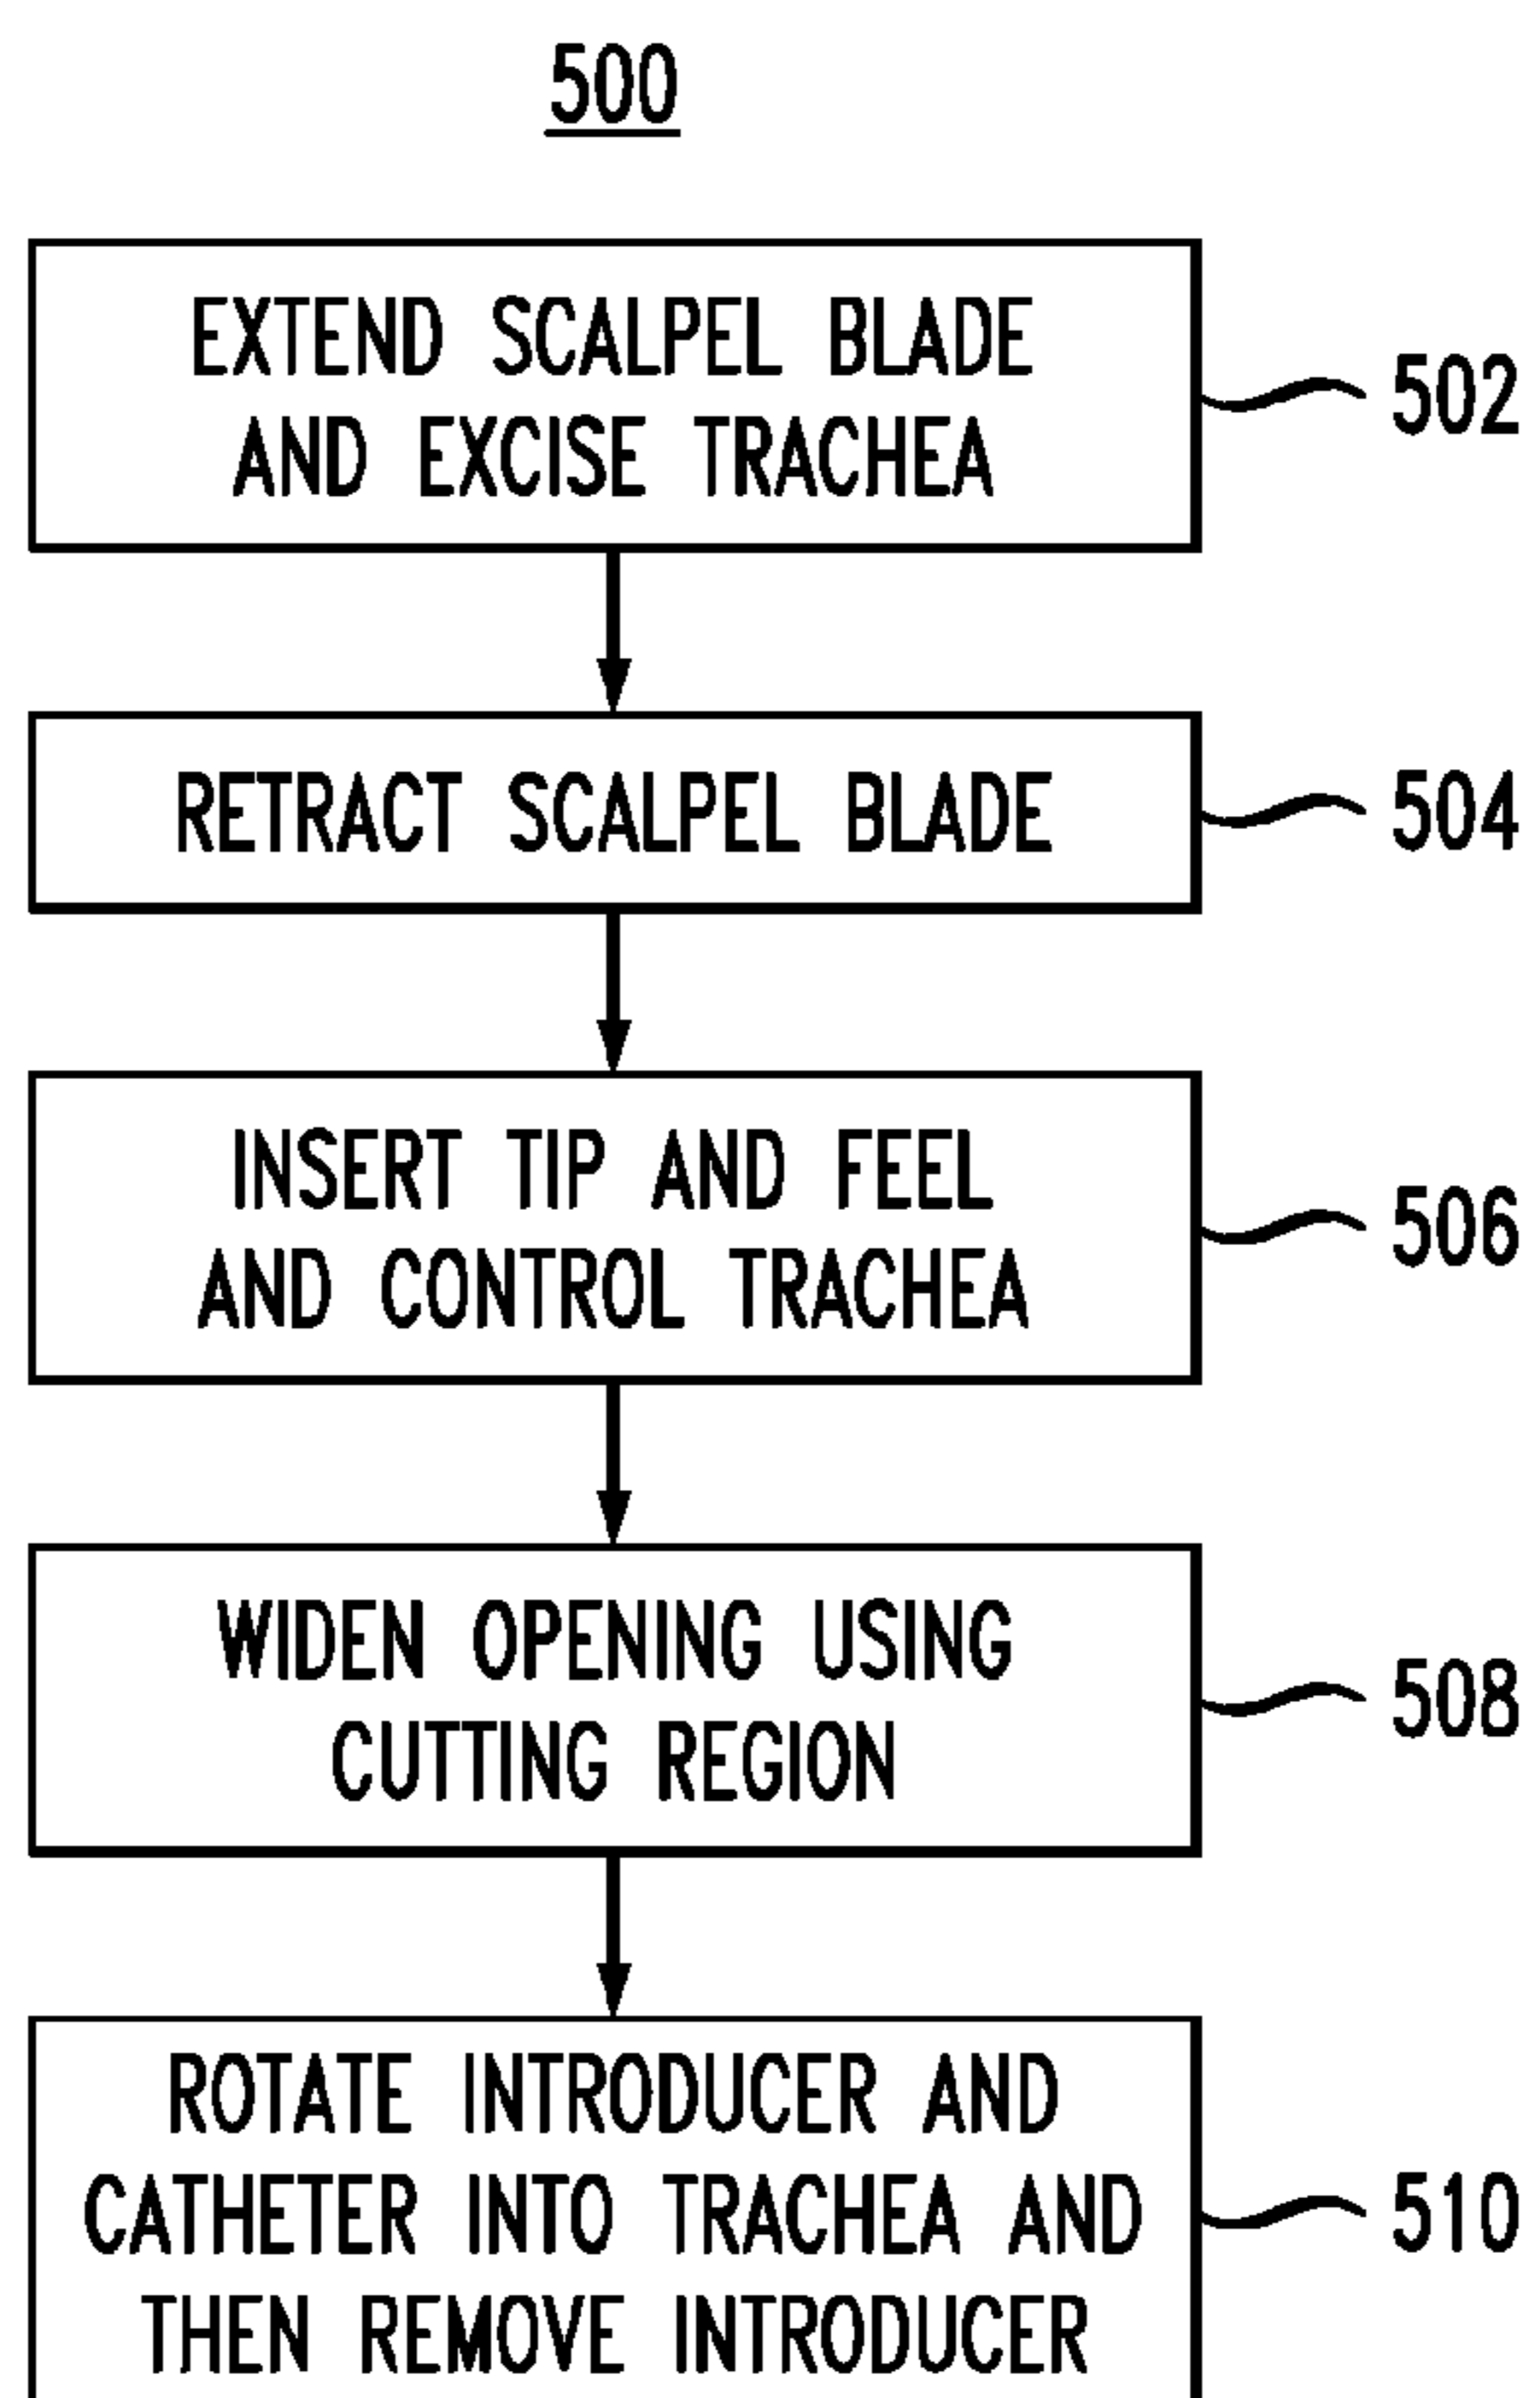 500
EXTEND SCALPEL BLADE
AND EXCISE TRACHEA
502
RETRACT SCALPEL BLADE
504
INSERT TIP AND FEEL
AND CONTROL TRACHEA
506
WIDEN OPENING USING
CUTTING REGION
508
ROTATE INTRODUCER AND
CATHETER INTO TRACHEA AND
THEN REMOVE INTRODUCER
510